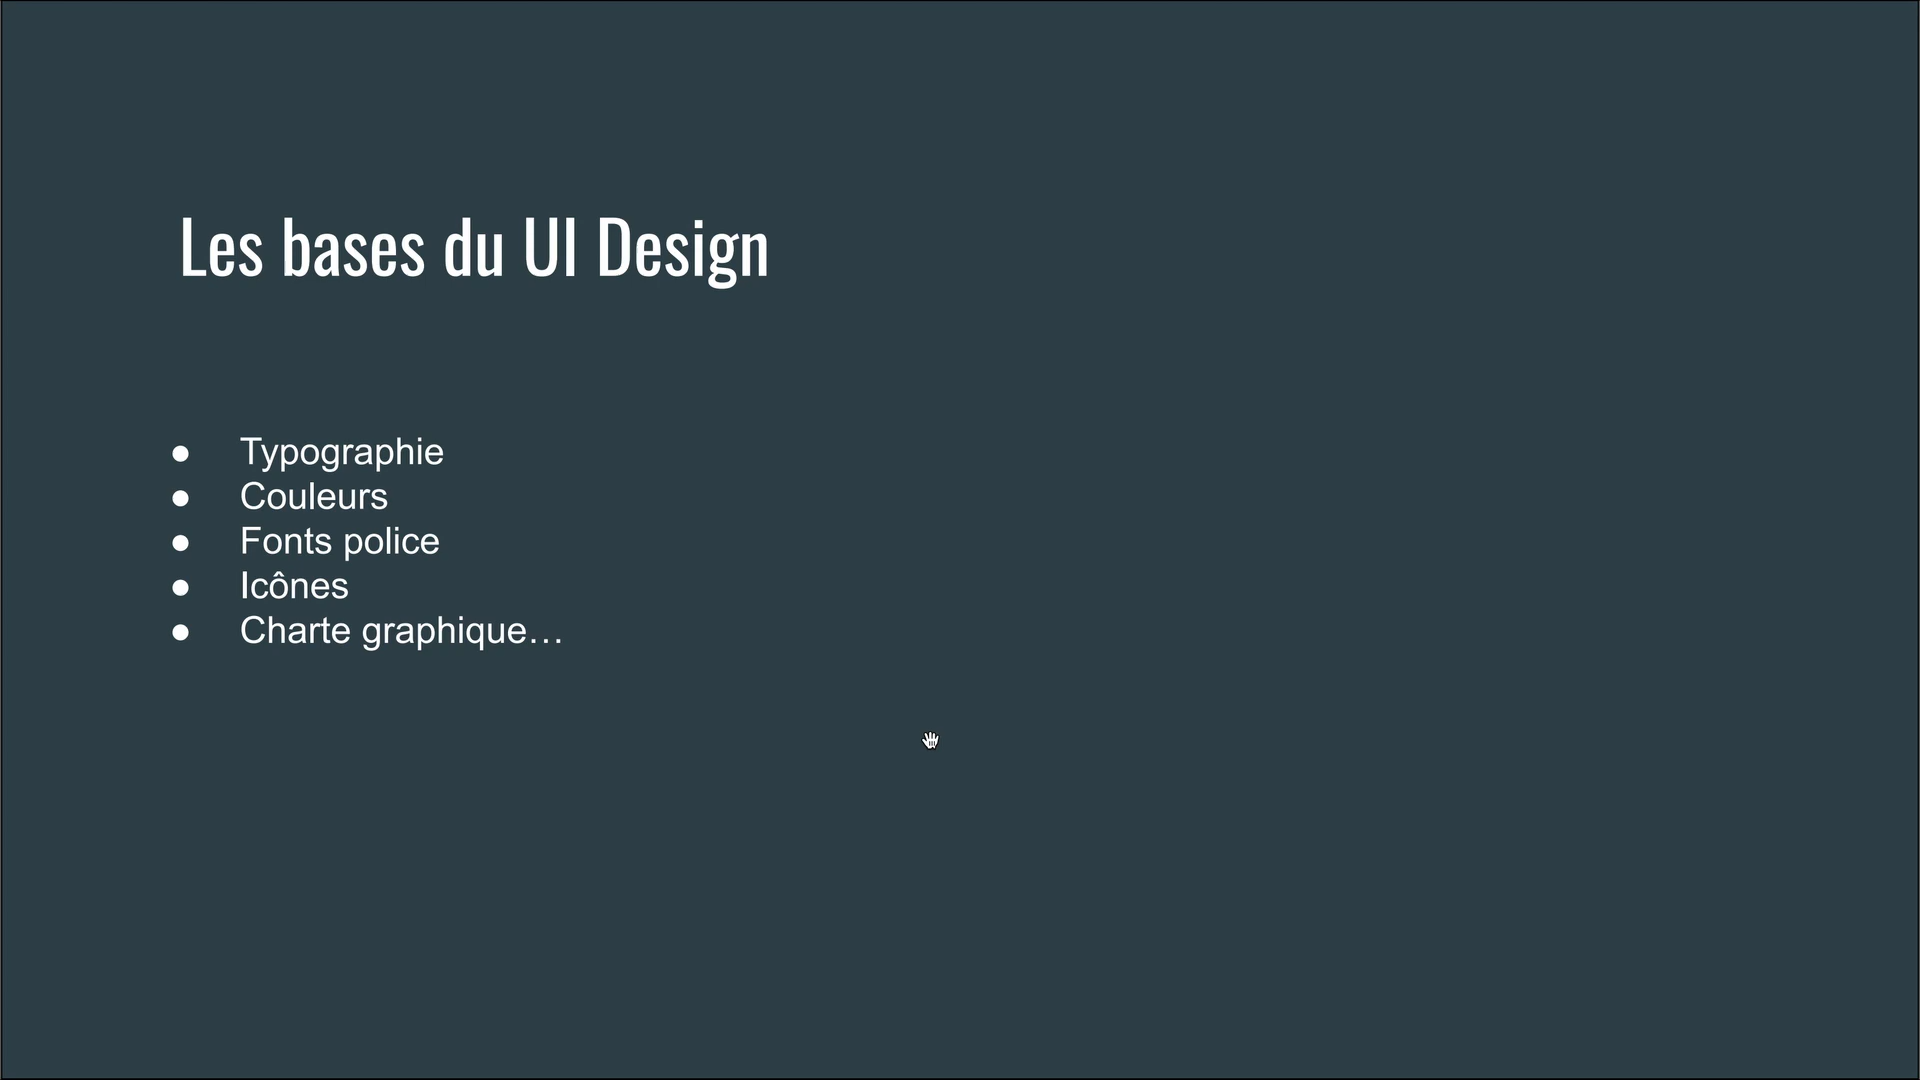 Les bases du UI Design
● Typographie
● Couleurs
● Fonts police
● Icônes
● Charte graphique…